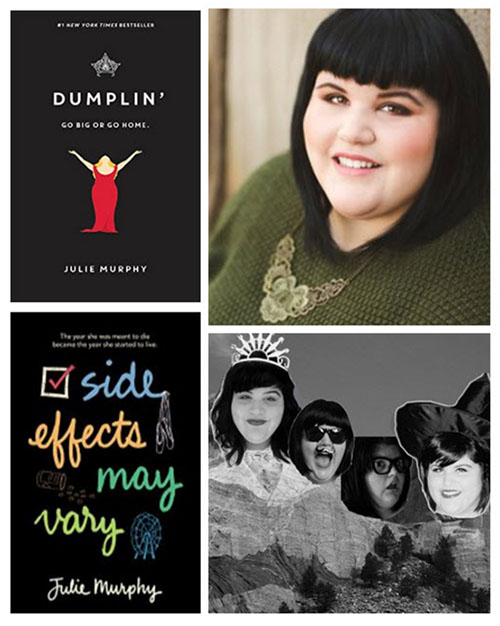 #1 NEW YORK TIMES BESTSELLER
DUMPLIN'
GO BIG OR GO HOME.
JULIE MURPHY
The year she was meant to die
became the year she started to live.
side
effects
may
vary
Julie Murphy